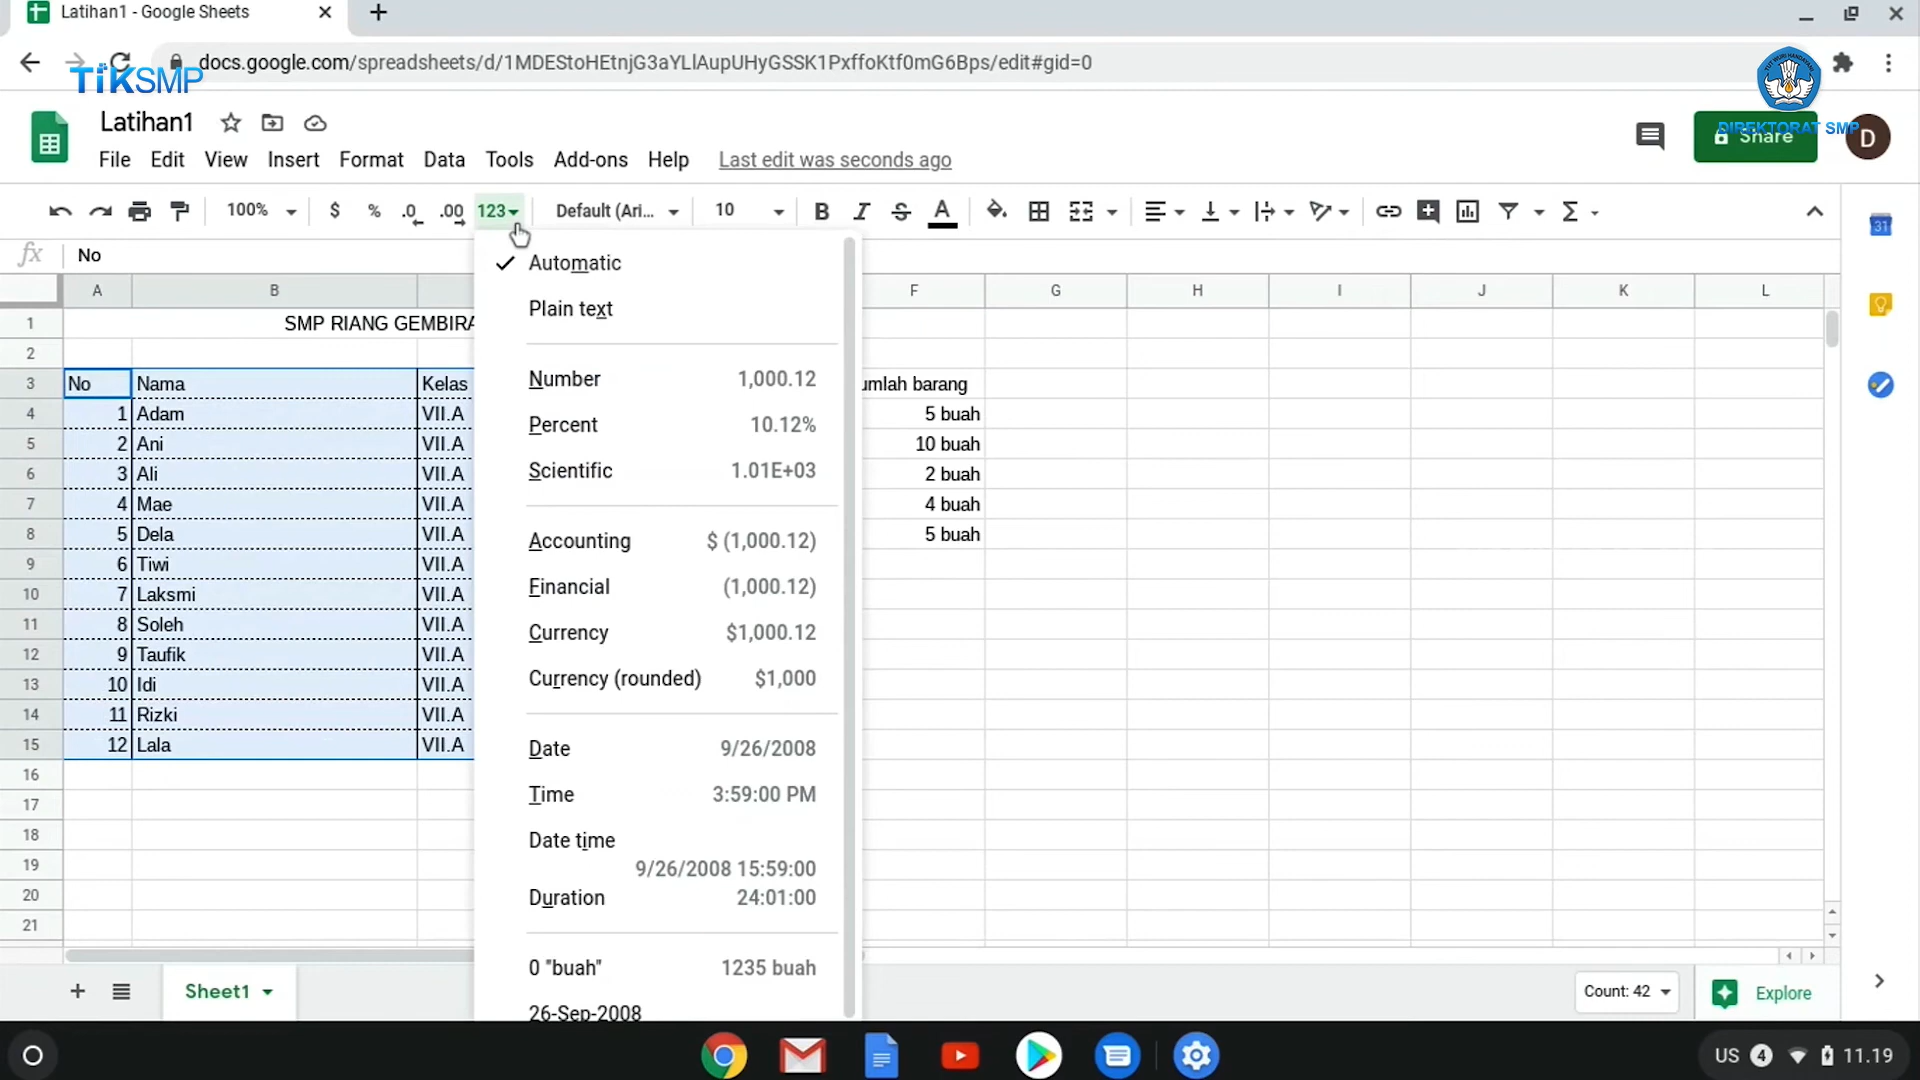 Latihan1 - Google Sheets
docs.google.com/spreadsheets/d/1MDEStoHEtnjG3aYLlAupUHyGSSK1PxffoKtf0mG6Bps/edit#gid=0
TiKSMP
DIREKTORAT SMP
Latihan1
Share
D
File Edit View Insert Format Data Tools Add-ons Help Last edit was seconds ago
100% $ % .0 .00 123 Default (Ari... 10 B I S A Σ
31
fx No
A B F G H I J K L
1 SMP RIANG GEMBIRA
2
3 No Nama Kelas umlah barang
4 1 Adam VII.A 5 buah
5 2 Ani VII.A 10 buah
6 3 Ali VII.A 2 buah
7 4 Mae VII.A 4 buah
8 5 Dela VII.A 5 buah
9 6 Tiwi VII.A
10 7 Laksmi VII.A
11 8 Soleh VII.A
12 9 Taufik VII.A
13 10 Idi VII.A
14 11 Rizki VII.A
15 12 Lala VII.A
16
17
18
19
20
21
Automatic
Plain text
Number 1,000.12
Percent 10.12%
Scientific 1.01E+03
Accounting $ (1,000.12)
Financial (1,000.12)
Currency $1,000.12
Currency (rounded) $1,000
Date 9/26/2008
Time 3:59:00 PM
Date time
9/26/2008 15:59:00
Duration 24:01:00
0 "buah" 1235 buah
26-Sep-2008
Sheet1
Count: 42
Explore
US 4 11.19